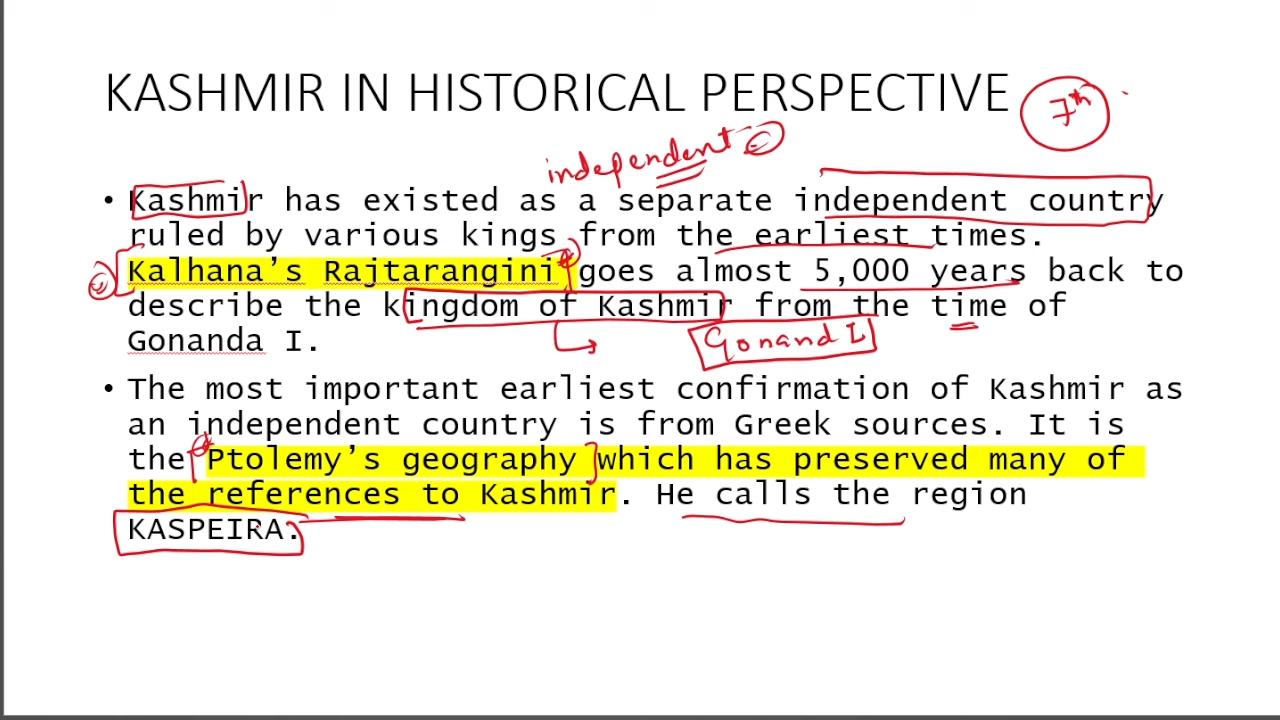 KASHMIR IN HISTORICAL PERSPECTIVE
7th
independent
• Kashmir has existed as a separate independent country
ruled by various kings from the earliest times.
Kalhana’s Rajtarangini goes almost 5,000 years back to
describe the kingdom of Kashmir from the time of
Gonand I
Gonanda I.
• The most important earliest confirmation of Kashmir as
an independent country is from Greek sources. It is
the Ptolemy’s geography which has preserved many of
the references to Kashmir. He calls the region
KASPEIRA.